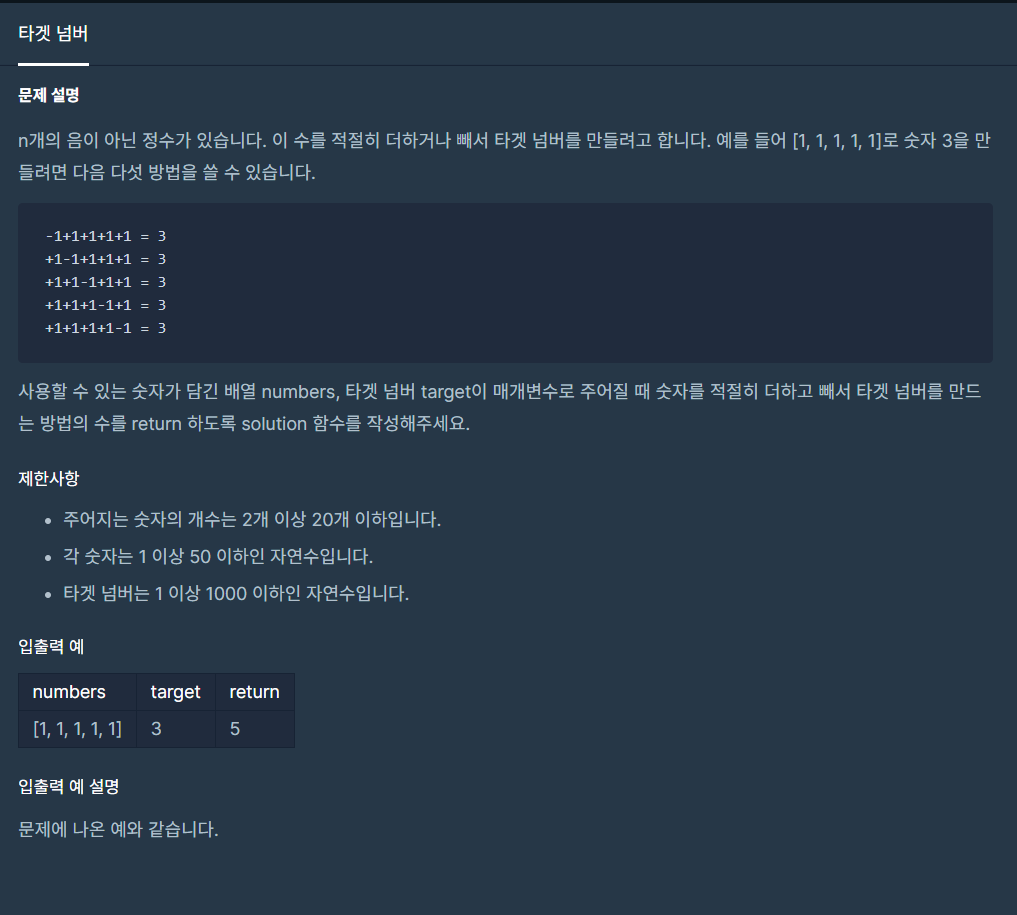 타겟 넘버
문제 설명
n개의 음이 아닌 정수가 있습니다. 이 수를 적절히 더하거나 빼서 타겟 넘버를 만들려고 합니다. 예를 들어 [1, 1, 1, 1, 1]로 숫자 3을 만
들려면 다음 다섯 방법을 쓸 수 있습니다.
-1+1+1+1+1 = 3
+1-1+1+1+1 = 3
+1+1-1+1+1 = 3
+1+1+1-1+1 = 3
+1+1+1+1-1 = 3
사용할 수 있는 숫자가 담긴 배열 numbers, 타겟 넘버 target이 매개변수로 주어질 때 숫자를 적절히 더하고 빼서 타겟 넘버를 만드
는 방법의 수를 return 하도록 solution 함수를 작성해주세요.
제한사항
• 주어지는 숫자의 개수는 2개 이상 20개 이하입니다.
• 각 숫자는 1 이상 50 이하인 자연수입니다.
• 타겟 넘버는 1 이상 1000 이하인 자연수입니다.
입출력 예
numbers target return
[1, 1, 1, 1, 1] 3 5
입출력 예 설명
문제에 나온 예와 같습니다.